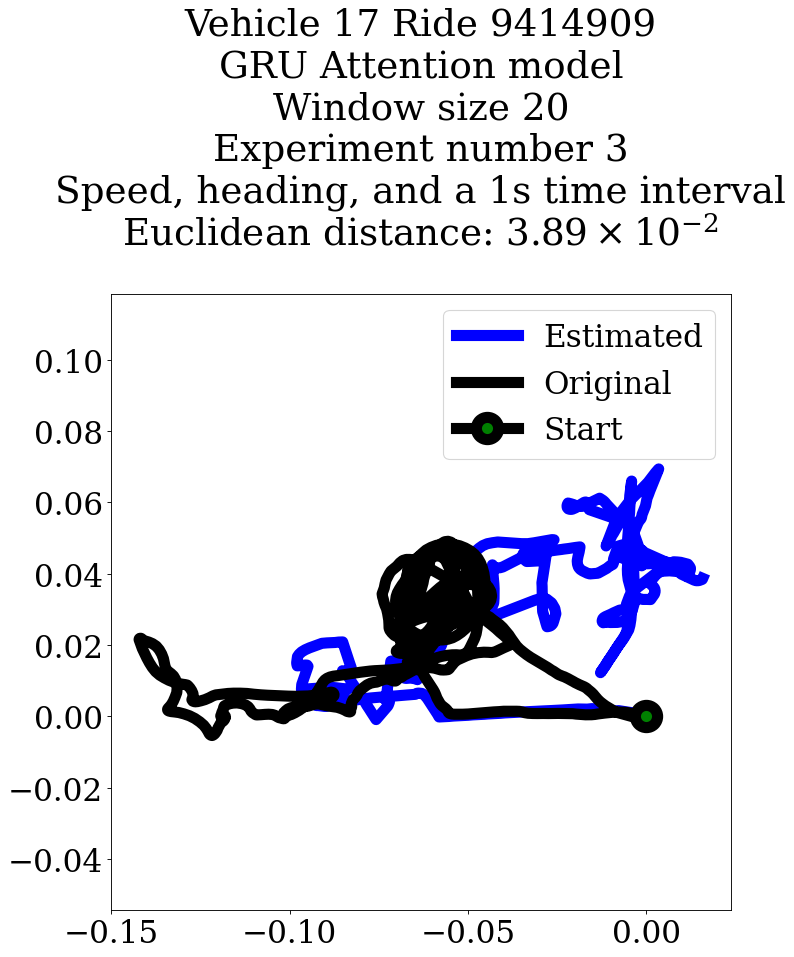 Vehicle 17 Ride 9414909
GRU Attention model
Window size 20
Experiment number 3
Speed, heading, and a 1s time interval
Euclidean distance: 3.89 × 10⁻²
Estimated
Original
Start
0.10
0.08
0.06
0.04
0.02
0.00
−0.02
−0.04
−0.15 −0.10 −0.05 0.00